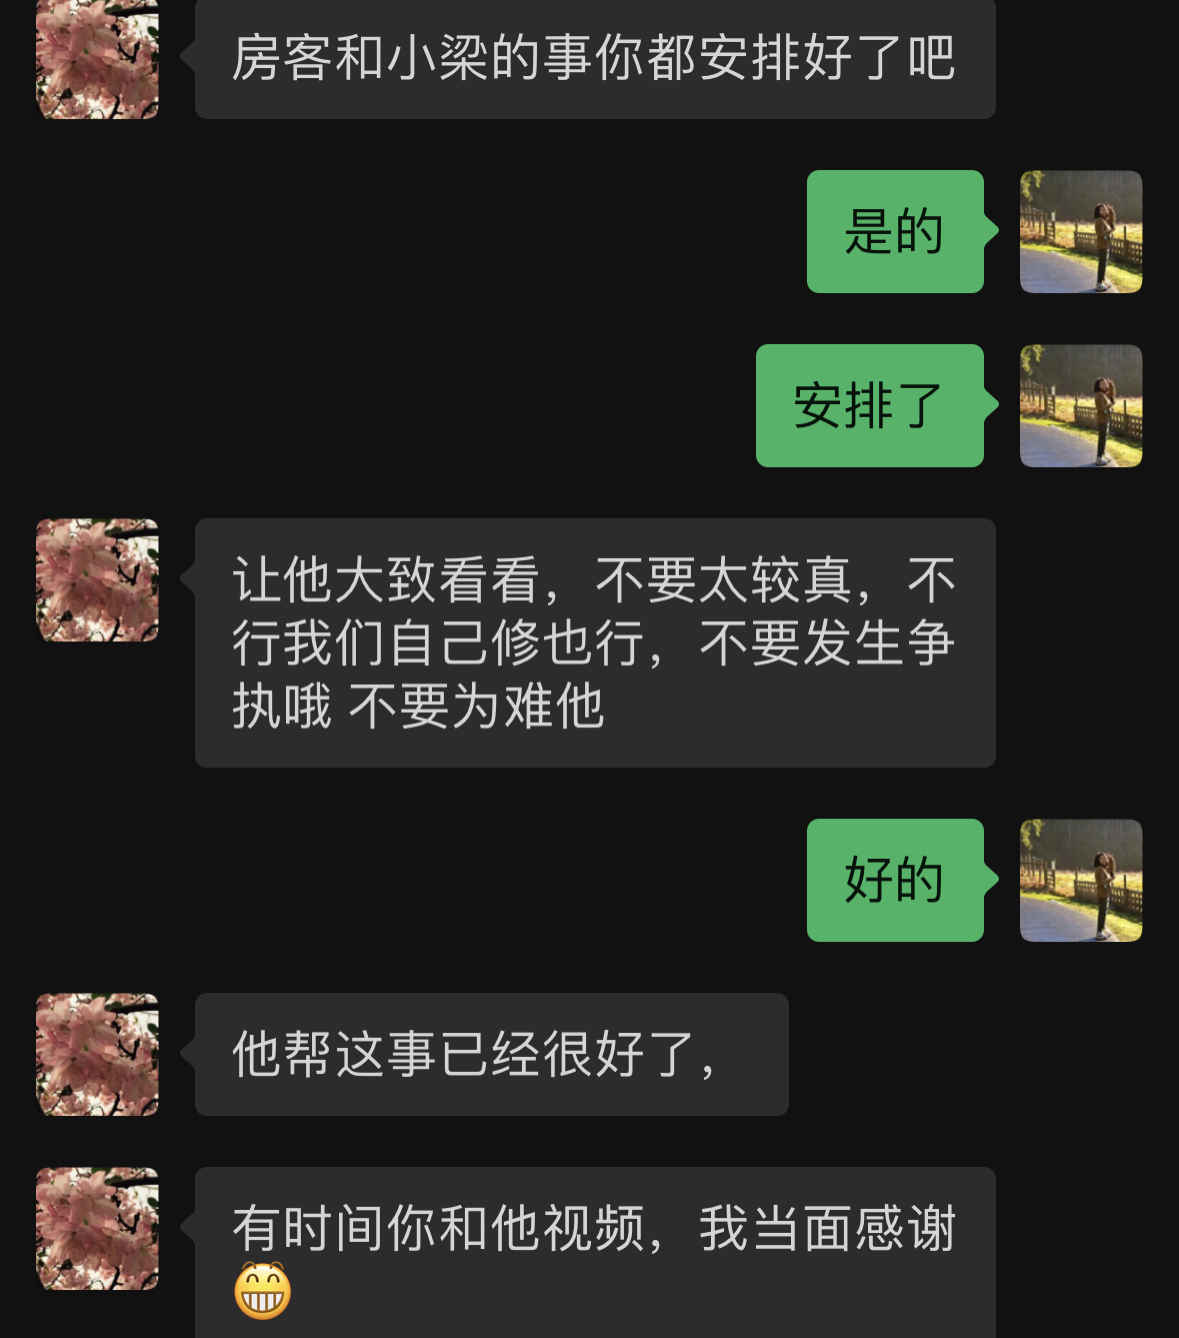 房客和小梁的事你都安排好了吧
是的
安排了
让他大致看看，不要太较真，不
行我们自己修也行，不要发生争
执哦 不要为难他
好的
他帮这事已经很好了，
有时间你和他视频，我当面感谢
😁